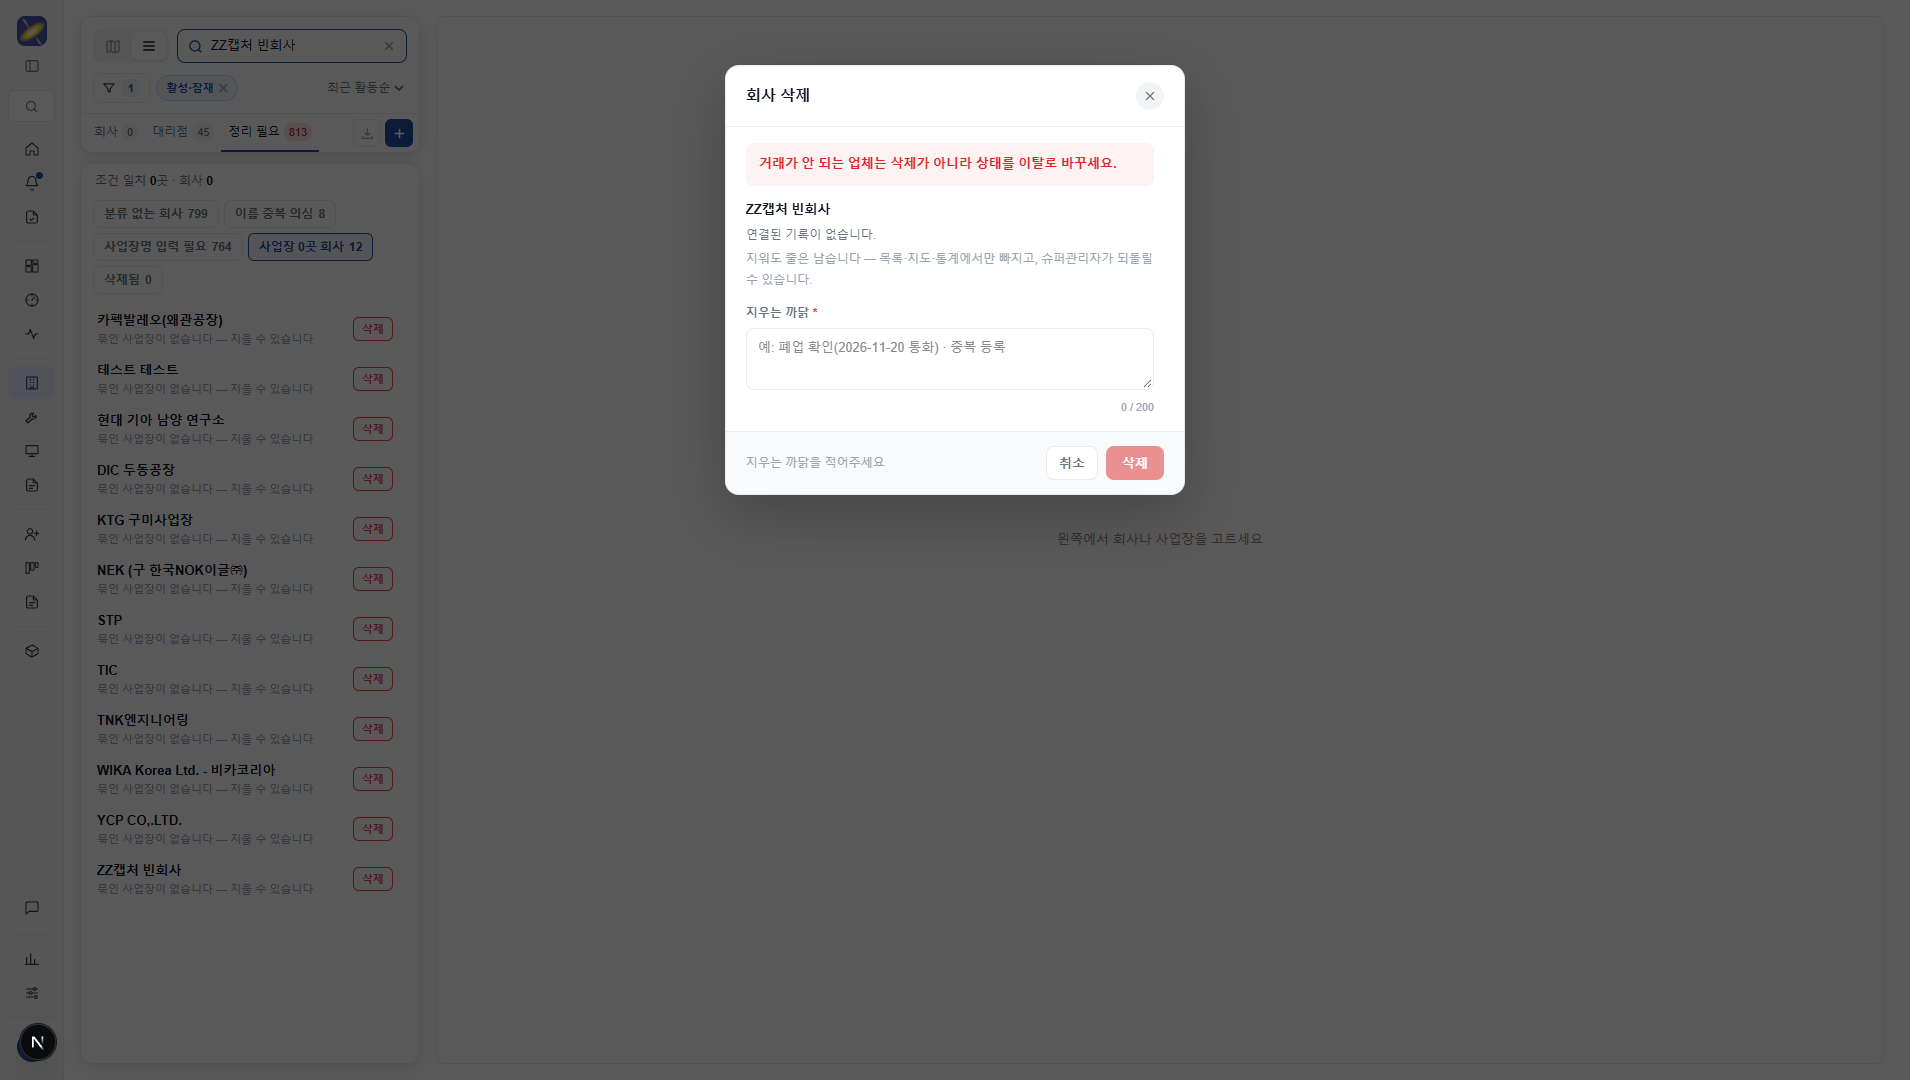 ZZ캡처 빈회사
1
활성·잠재
최근 활동순
회사 0
대리점 45
정리 필요 813
조건 일치 0곳 · 회사 0
분류 없는 회사 799
이름 중복 의심 8
사업장명 입력 필요 764
사업장 0곳 회사 12
삭제됨 0
카펙발레오(왜관공장)
묶인 사업장이 없습니다 — 지울 수 있습니다
삭제
테스트 테스트
묶인 사업장이 없습니다 — 지울 수 있습니다
삭제
현대 기아 남양 연구소
묶인 사업장이 없습니다 — 지울 수 있습니다
삭제
DIC 두동공장
묶인 사업장이 없습니다 — 지울 수 있습니다
삭제
KTG 구미사업장
묶인 사업장이 없습니다 — 지울 수 있습니다
삭제
NEK (구 한국NOK이글㈜)
묶인 사업장이 없습니다 — 지울 수 있습니다
삭제
STP
묶인 사업장이 없습니다 — 지울 수 있습니다
삭제
TIC
묶인 사업장이 없습니다 — 지울 수 있습니다
삭제
TNK엔지니어링
묶인 사업장이 없습니다 — 지울 수 있습니다
삭제
WIKA Korea Ltd. - 비카코리아
묶인 사업장이 없습니다 — 지울 수 있습니다
삭제
YCP CO,.LTD.
묶인 사업장이 없습니다 — 지울 수 있습니다
삭제
ZZ캡처 빈회사
묶인 사업장이 없습니다 — 지울 수 있습니다
삭제
N
회사 삭제
거래가 안 되는 업체는 삭제가 아니라 상태를 이탈로 바꾸세요.
ZZ캡처 빈회사
연결된 기록이 없습니다.
지워도 줄은 남습니다 — 목록·지도·통계에서만 빠지고, 슈퍼관리자가 되돌릴
수 있습니다.
지우는 까닭 *
예: 폐업 확인(2026-11-20 통화) · 중복 등록
0 / 200
지우는 까닭을 적어주세요
취소
삭제
왼쪽에서 회사나 사업장을 고르세요